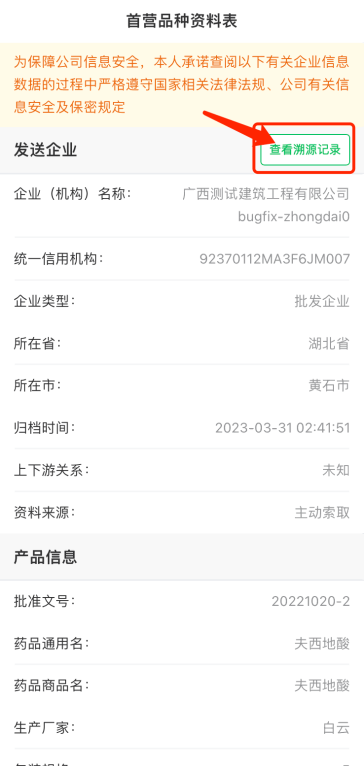 首营品种资料表
为保障公司信息安全，本人承诺查阅以下有关企业信息
数据的过程中严格遵守国家相关法律法规、公司有关信
息安全及保密规定
发送企业
查看溯源记录
企业（机构）名称：
广西测试建筑工程有限公司
bugfix-zhongdai0
统一信用机构：
92370112MA3F6JM007
企业类型：
批发企业
所在省：
湖北省
所在市：
黄石市
归档时间：
2023-03-31 02:41:51
上下游关系：
未知
资料来源：
主动索取
产品信息
批准文号：
20221020-2
药品通用名：
夫西地酸
药品商品名：
夫西地酸
生产厂家：
白云